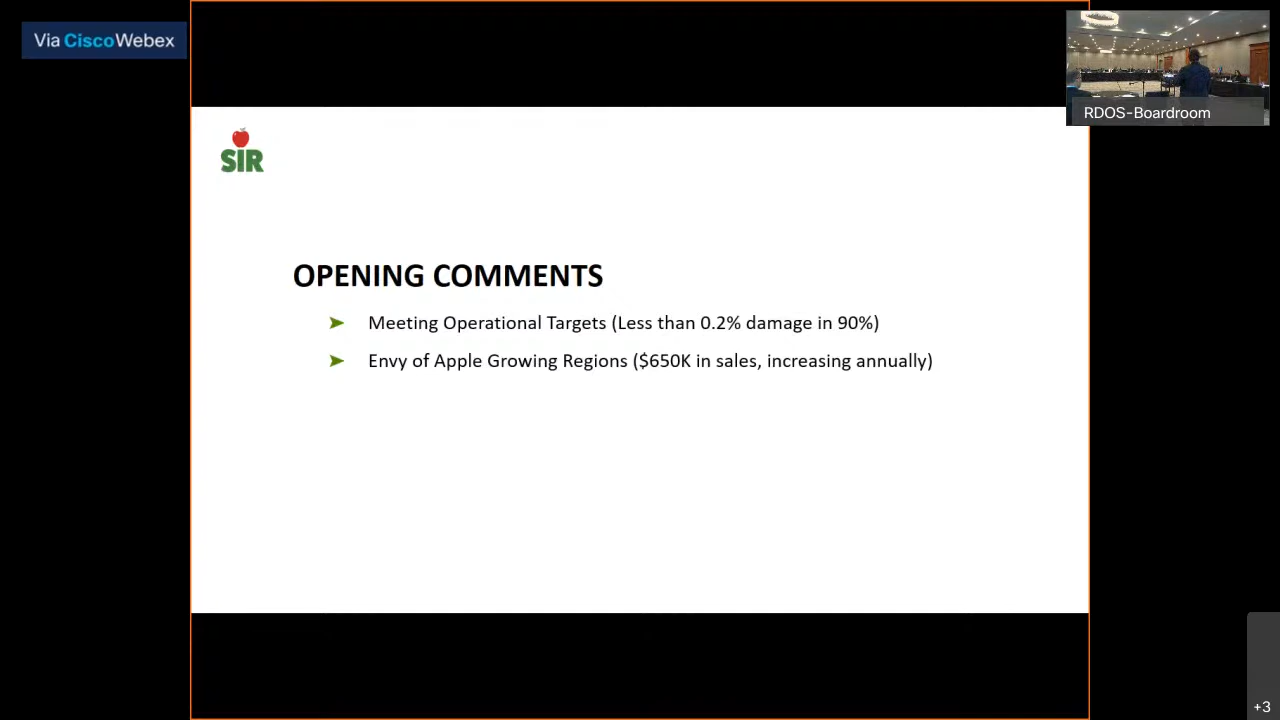 Via CiscoWebex
RDOS-Boardroom
SIR
OPENING COMMENTS
➤ Meeting Operational Targets (Less than 0.2% damage in 90%)
➤ Envy of Apple Growing Regions ($650K in sales, increasing annually)
+3